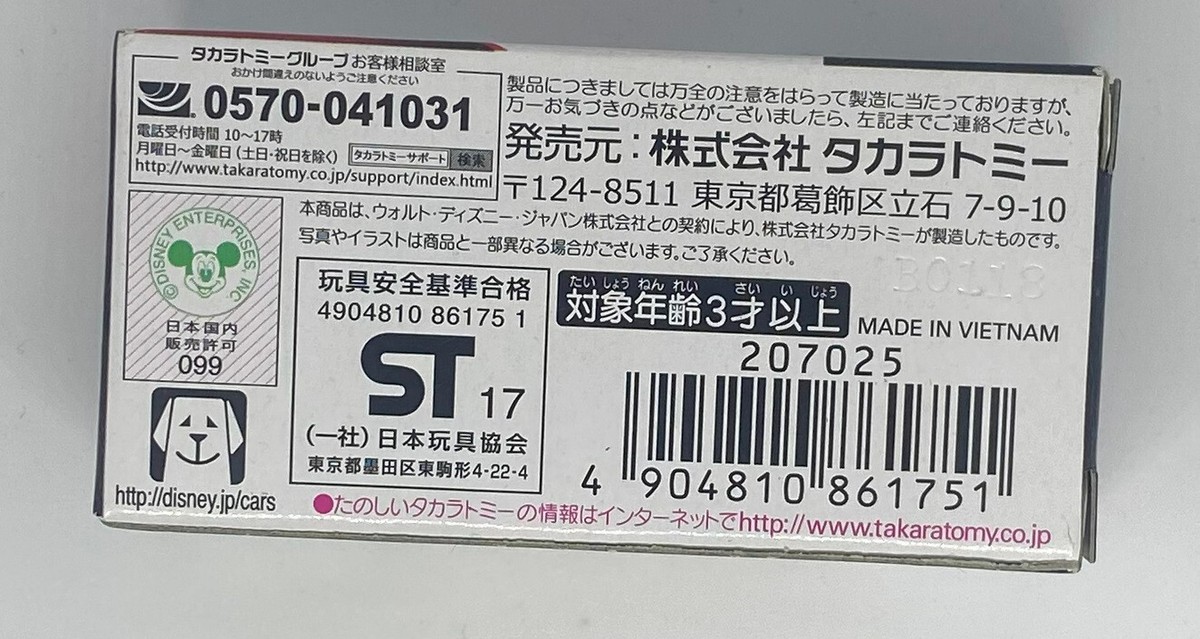 タカラトミーグループお客様相談室
おかけ間違えのないようご注意ください
0570-041031
電話受付時間 10〜17時
月曜日〜金曜日(土日・祝日を除く) タカラトミーサポート 検索
http://www.takaratomy.co.jp/support/index.html
製品につきましては万全の注意をはらって製造に当たっておりますが、
万一お気づきの点などがございましたら、左記までご連絡ください。
発売元:株式会社 タカラトミー
〒124-8511 東京都葛飾区立石 7-9-10
本商品は、ウォルト・ディズニー・ジャパン株式会社との契約により、株式会社タカラトミーが製造したものです。
写真やイラストは商品と一部異なる場合がございます。ご了承ください。
©DISNEY ENTERPRISES, INC
日本国内
販売許可
099
http://disney.jp/cars
玩具安全基準合格
4904810 86175 1
ST 17
(一社)日本玩具協会
東京都墨田区東駒形4-22-4
B0118
たい しょう ねん れい さい い じょう
対象年齢3才以上
MADE IN VIETNAM
207025
4 904810 861751
●たのしいタカラトミーの情報はインターネットでhttp://www.takaratomy.co.jp